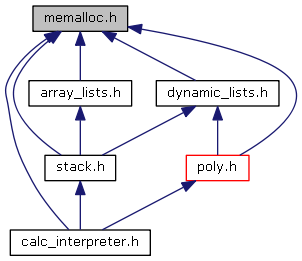 memalloc.h
array_lists.h
dynamic_lists.h
stack.h
poly.h
calc_interpreter.h